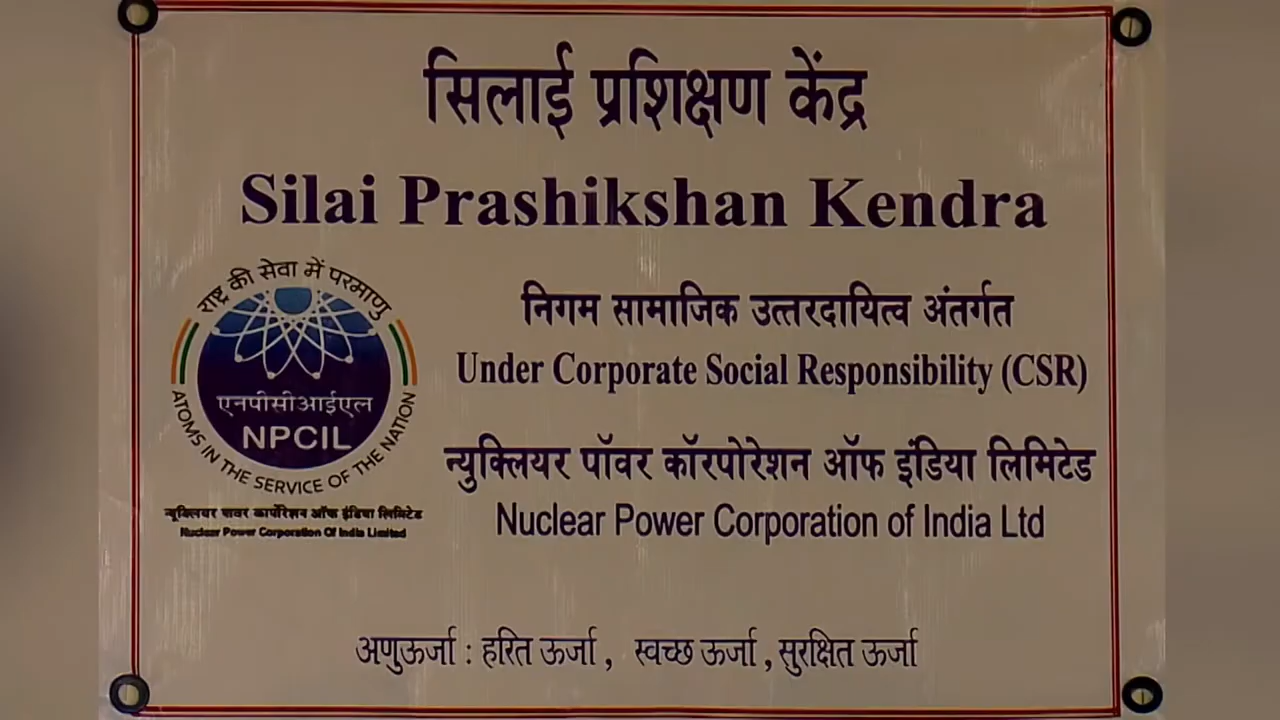 सिलाई प्रशिक्षण केंद्र
Silai Prashikshan Kendra
राष्ट्र की सेवा में परमाणु
एनपीसीआईएल
NPCIL
ATOMS IN THE SERVICE OF THE NATION
न्यूक्लियर पावर कार्पोरेशन ऑफ इंडिया लिमिटेड
Nuclear Power Corporation Of India Limited
निगम सामाजिक उत्तरदायित्व अंतर्गत
Under Corporate Social Responsibility (CSR)
न्युक्लियर पॉवर कॉरपोरेशन ऑफ इंडिया लिमिटेड
Nuclear Power Corporation of India Ltd
अणुऊर्जा : हरित ऊर्जा , स्वच्छ ऊर्जा , सुरक्षित ऊर्जा